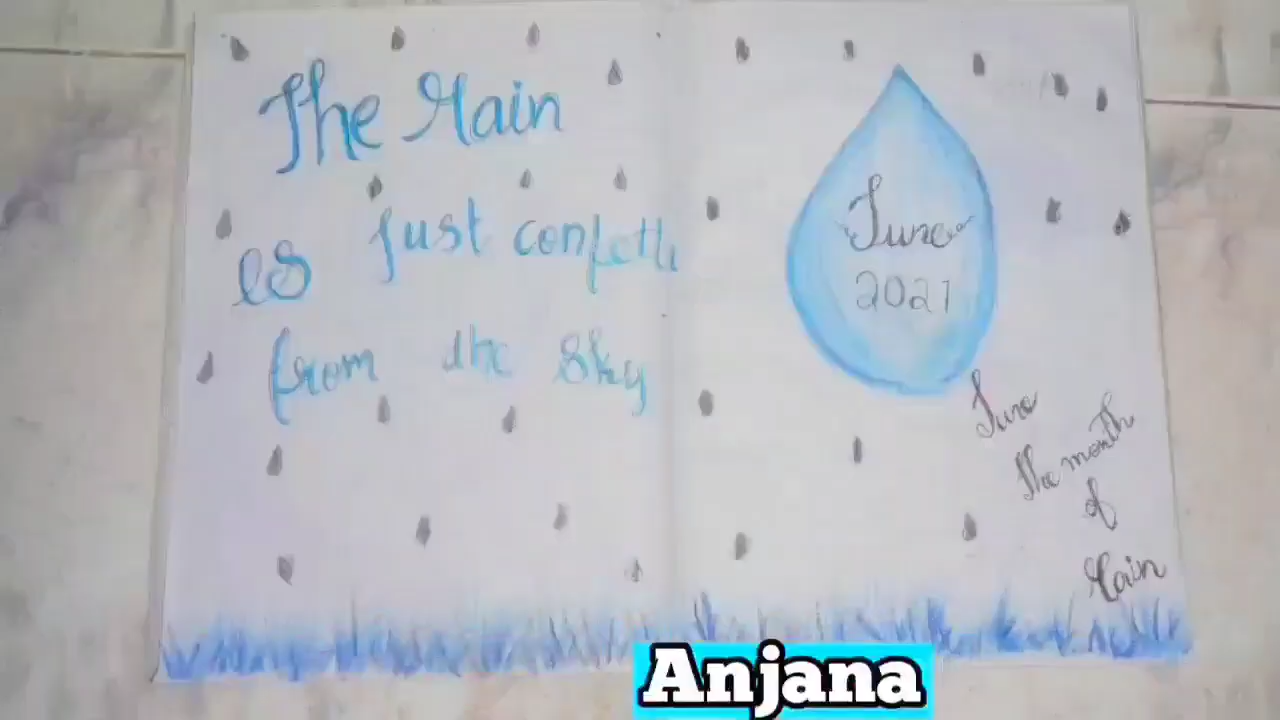 The Rain
is just confetti
from the sky
June
2021
June
The month
of
Rain
Anjana